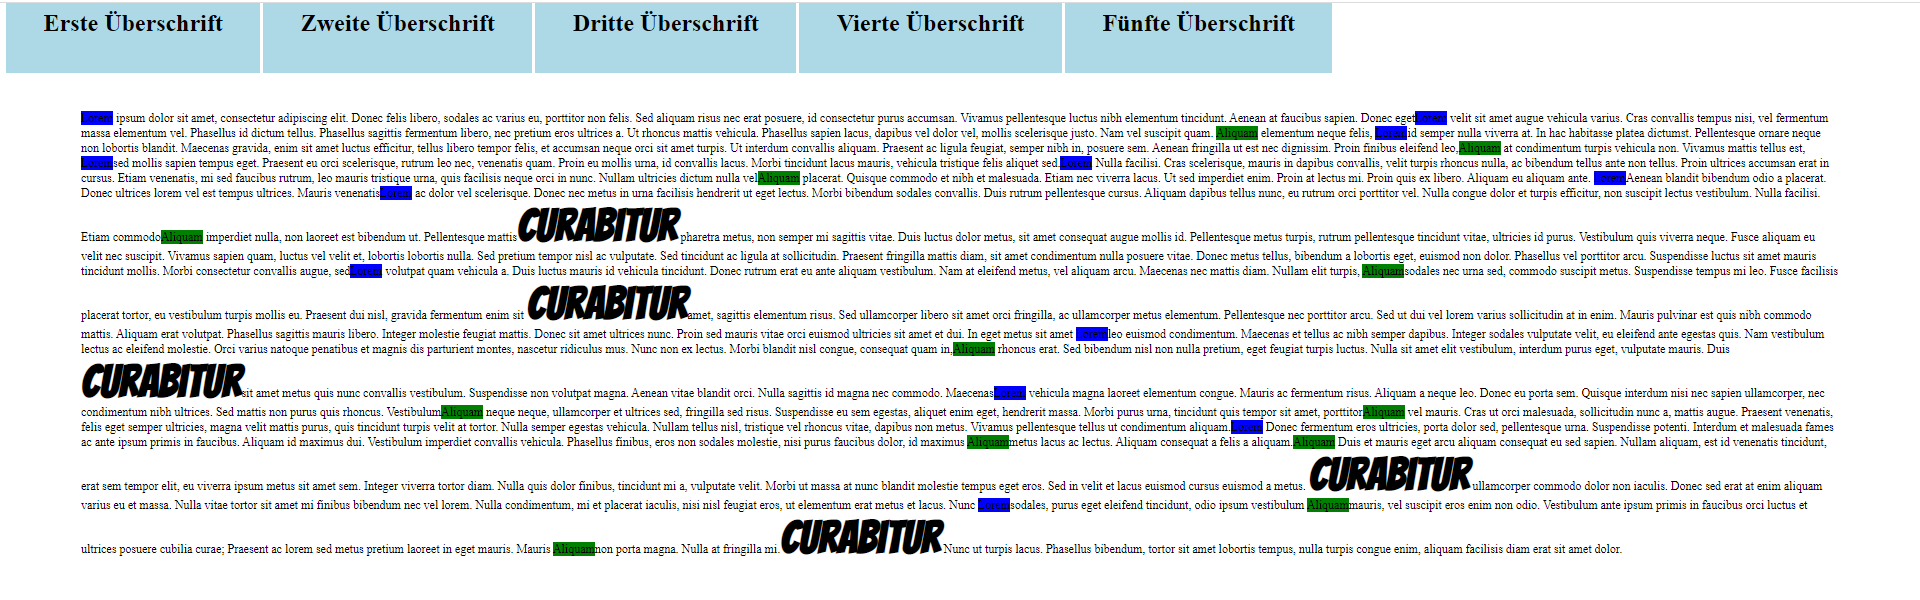 Erste Überschrift Zweite Überschrift Dritte Überschrift Vierte Überschrift Fünfte Überschrift
Lorem ipsum dolor sit amet, consectetur adipiscing elit. Donec felis libero, sodales ac varius eu, porttitor non felis. Sed aliquam risus nec erat posuere, id consectetur purus accumsan. Vivamus pellentesque luctus nibh elementum tincidunt. Aenean at faucibus sapien. Donec eget Lorem velit sit amet augue vehicula varius. Cras convallis tempus nisi, vel fermentum
massa elementum vel. Phasellus id dictum tellus. Phasellus sagittis fermentum libero, nec pretium eros ultrices a. Ut rhoncus mattis vehicula. Phasellus sapien lacus, dapibus vel dolor vel, mollis scelerisque justo. Nam vel suscipit quam. Aliquam elementum neque felis, Lorem id semper nulla viverra at. In hac habitasse platea dictumst. Pellentesque ornare neque
non lobortis blandit. Maecenas gravida, enim sit amet luctus efficitur, tellus libero tempor felis, et accumsan neque orci sit amet turpis. Ut interdum convallis aliquam. Praesent ac ligula feugiat, semper nibh in, posuere sem. Aenean fringilla ut est nec dignissim. Proin finibus eleifend leo, Aliquam at condimentum turpis vehicula non. Vivamus mattis tellus est,
Lorem sed mollis sapien tempus eget. Praesent eu orci scelerisque, rutrum leo nec, venenatis quam. Proin eu mollis urna, id convallis lacus. Morbi tincidunt lacus mauris, vehicula tristique felis aliquet sed. Lorem Nulla facilisi. Cras scelerisque, mauris in dapibus convallis, velit turpis rhoncus nulla, ac bibendum tellus ante non tellus. Proin ultrices accumsan erat in
cursus. Etiam venenatis, mi sed faucibus rutrum, leo mauris tristique urna, quis facilisis neque orci in nunc. Nullam ultricies dictum nulla vel Aliquam placerat. Quisque commodo et nibh et malesuada. Etiam nec viverra lacus. Ut sed imperdiet enim. Proin at lectus mi. Proin quis ex libero. Aliquam eu aliquam ante. Lorem Aenean blandit bibendum odio a placerat.
Donec ultrices lorem vel est tempus ultrices. Mauris venenatis Lorem ac dolor vel scelerisque. Donec nec metus in urna facilisis hendrerit ut eget lectus. Morbi bibendum sodales convallis. Duis rutrum pellentesque cursus. Aliquam dapibus tellus nunc, eu rutrum orci porttitor vel. Nulla congue dolor et turpis efficitur, non suscipit lectus vestibulum. Nulla facilisi.
Etiam commodo Aliquam imperdiet nulla, non laoreet est bibendum ut. Pellentesque mattis CURABITUR pharetra metus, non semper mi sagittis vitae. Duis luctus dolor metus, sit amet consequat augue mollis id. Pellentesque metus turpis, rutrum pellentesque tincidunt vitae, ultricies id purus. Vestibulum quis viverra neque. Fusce aliquam eu
velit nec suscipit. Vivamus sapien quam, luctus vel velit et, lobortis lobortis nulla. Sed pretium tempor nisl ac vulputate. Sed tincidunt ac ligula at sollicitudin. Praesent fringilla mattis diam, sit amet condimentum nulla posuere vitae. Donec metus tellus, bibendum a lobortis eget, euismod non dolor. Phasellus vel porttitor arcu. Suspendisse luctus sit amet mauris
tincidunt mollis. Morbi consectetur convallis augue, sed Lorem volutpat quam vehicula a. Duis luctus mauris id vehicula tincidunt. Donec rutrum erat eu ante aliquam vestibulum. Nam at eleifend metus, vel aliquam arcu. Maecenas nec mattis diam. Nullam elit turpis, Aliquam sodales nec urna sed, commodo suscipit metus. Suspendisse tempus mi leo. Fusce facilisis
placerat tortor, eu vestibulum turpis mollis eu. Praesent dui nisl, gravida fermentum enim sit CURABITUR amet, sagittis elementum risus. Sed ullamcorper libero sit amet orci fringilla, ac ullamcorper metus elementum. Pellentesque nec porttitor arcu. Sed ut dui vel lorem varius sollicitudin at in enim. Mauris pulvinar est quis nibh commodo
mattis. Aliquam erat volutpat. Phasellus sagittis mauris libero. Integer molestie feugiat mattis. Donec sit amet ultrices nunc. Proin sed mauris vitae orci euismod ultricies sit amet et dui. In eget metus sit amet Lorem leo euismod condimentum. Maecenas et tellus ac nibh semper dapibus. Integer sodales vulputate velit, eu eleifend ante egestas quis. Nam vestibulum
lectus ac eleifend molestie. Orci varius natoque penatibus et magnis dis parturient montes, nascetur ridiculus mus. Nunc non ex lectus. Morbi blandit nisl congue, consequat quam in, Aliquam rhoncus erat. Sed bibendum nisl non nulla pretium, eget feugiat turpis luctus. Nulla sit amet elit vestibulum, interdum purus eget, vulputate mauris. Duis
CURABITUR sit amet metus quis nunc convallis vestibulum. Suspendisse non volutpat magna. Aenean vitae blandit orci. Nulla sagittis id magna nec commodo. Maecenas Lorem vehicula magna laoreet elementum congue. Mauris ac fermentum risus. Aliquam a neque leo. Donec eu porta sem. Quisque interdum nisi nec sapien ullamcorper, nec
condimentum nibh ultrices. Sed mattis non purus quis rhoncus. Vestibulum Aliquam neque neque, ullamcorper et ultrices sed, fringilla sed risus. Suspendisse eu sem egestas, aliquet enim eget, hendrerit massa. Morbi purus urna, tincidunt quis tempor sit amet, porttitor Aliquam vel mauris. Cras ut orci malesuada, sollicitudin nunc a, mattis augue. Praesent venenatis,
felis eget semper ultricies, magna velit mattis purus, quis tincidunt turpis velit at tortor. Nulla semper egestas vehicula. Nullam tellus nisl, tristique vel rhoncus vitae, dapibus non metus. Vivamus pellentesque tellus ut condimentum aliquam. Lorem Donec fermentum eros ultricies, porta dolor sed, pellentesque urna. Suspendisse potenti. Interdum et malesuada fames
ac ante ipsum primis in faucibus. Aliquam id maximus dui. Vestibulum imperdiet convallis vehicula. Phasellus finibus, eros non sodales molestie, nisi purus faucibus dolor, id maximus Aliquam metus lacus ac lectus. Aliquam consequat a felis a aliquam. Aliquam Duis et mauris eget arcu aliquam consequat eu sed sapien. Nullam aliquam, est id venenatis tincidunt,
erat sem tempor elit, eu viverra ipsum metus sit amet sem. Integer viverra tortor diam. Nulla quis dolor finibus, tincidunt mi a, vulputate velit. Morbi ut massa at nunc blandit molestie tempus eget eros. Sed in velit et lacus euismod cursus euismod a metus. CURABITUR ullamcorper commodo dolor non iaculis. Donec sed erat at enim aliquam
varius eu et massa. Nulla vitae tortor sit amet mi finibus bibendum nec vel lorem. Nulla condimentum, mi et placerat iaculis, nisi nisl feugiat eros, ut elementum erat metus et lacus. Nunc Lorem sodales, purus eget eleifend tincidunt, odio ipsum vestibulum Aliquam mauris, vel suscipit eros enim non odio. Vestibulum ante ipsum primis in faucibus orci luctus et
ultrices posuere cubilia curae; Praesent ac lorem sed metus pretium laoreet in eget mauris. Mauris Aliquam non porta magna. Nulla at fringilla mi. CURABITUR Nunc ut turpis lacus. Phasellus bibendum, tortor sit amet lobortis tempus, nulla turpis congue enim, aliquam facilisis diam erat sit amet dolor.